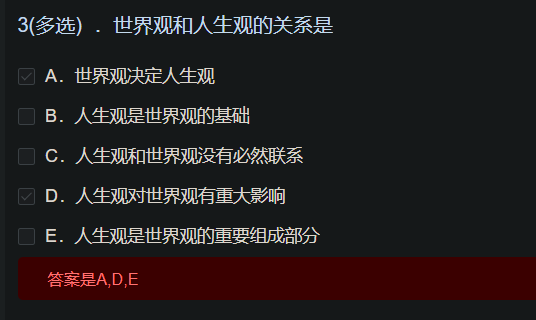 3(多选) ．世界观和人生观的关系是
A．世界观决定人生观
B．人生观是世界观的基础
C．人生观和世界观没有必然联系
D．人生观对世界观有重大影响
E．人生观是世界观的重要组成部分
答案是A,D,E